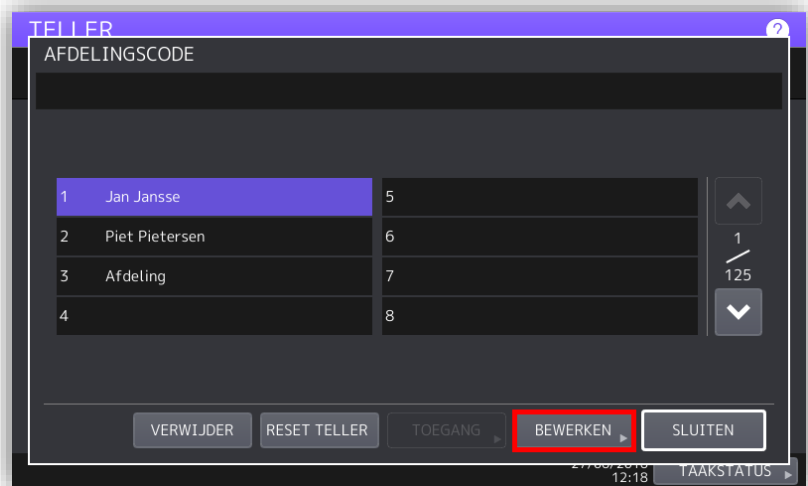 TELLER
?
AFDELINGSCODE
1 Jan Jansse
2 Piet Pietersen
3 Afdeling
4
5
6
7
8
1
125
VERWIJDER
RESET TELLER
TOEGANG
BEWERKEN
SLUITEN
12:18
TAAKSTATUS